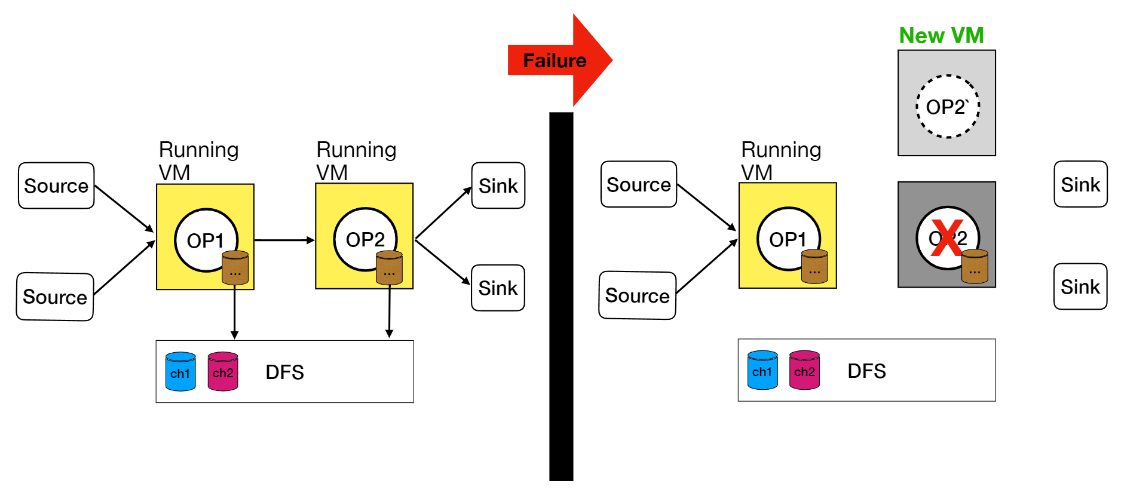 Running
VM
Running
VM
Source
Source
OP1
...
OP2
...
Sink
Sink
ch1
ch2
DFS
Failure
New VM
OP2`
Running
VM
Source
Source
OP1
...
OP2
X
...
Sink
Sink
ch1
ch2
DFS